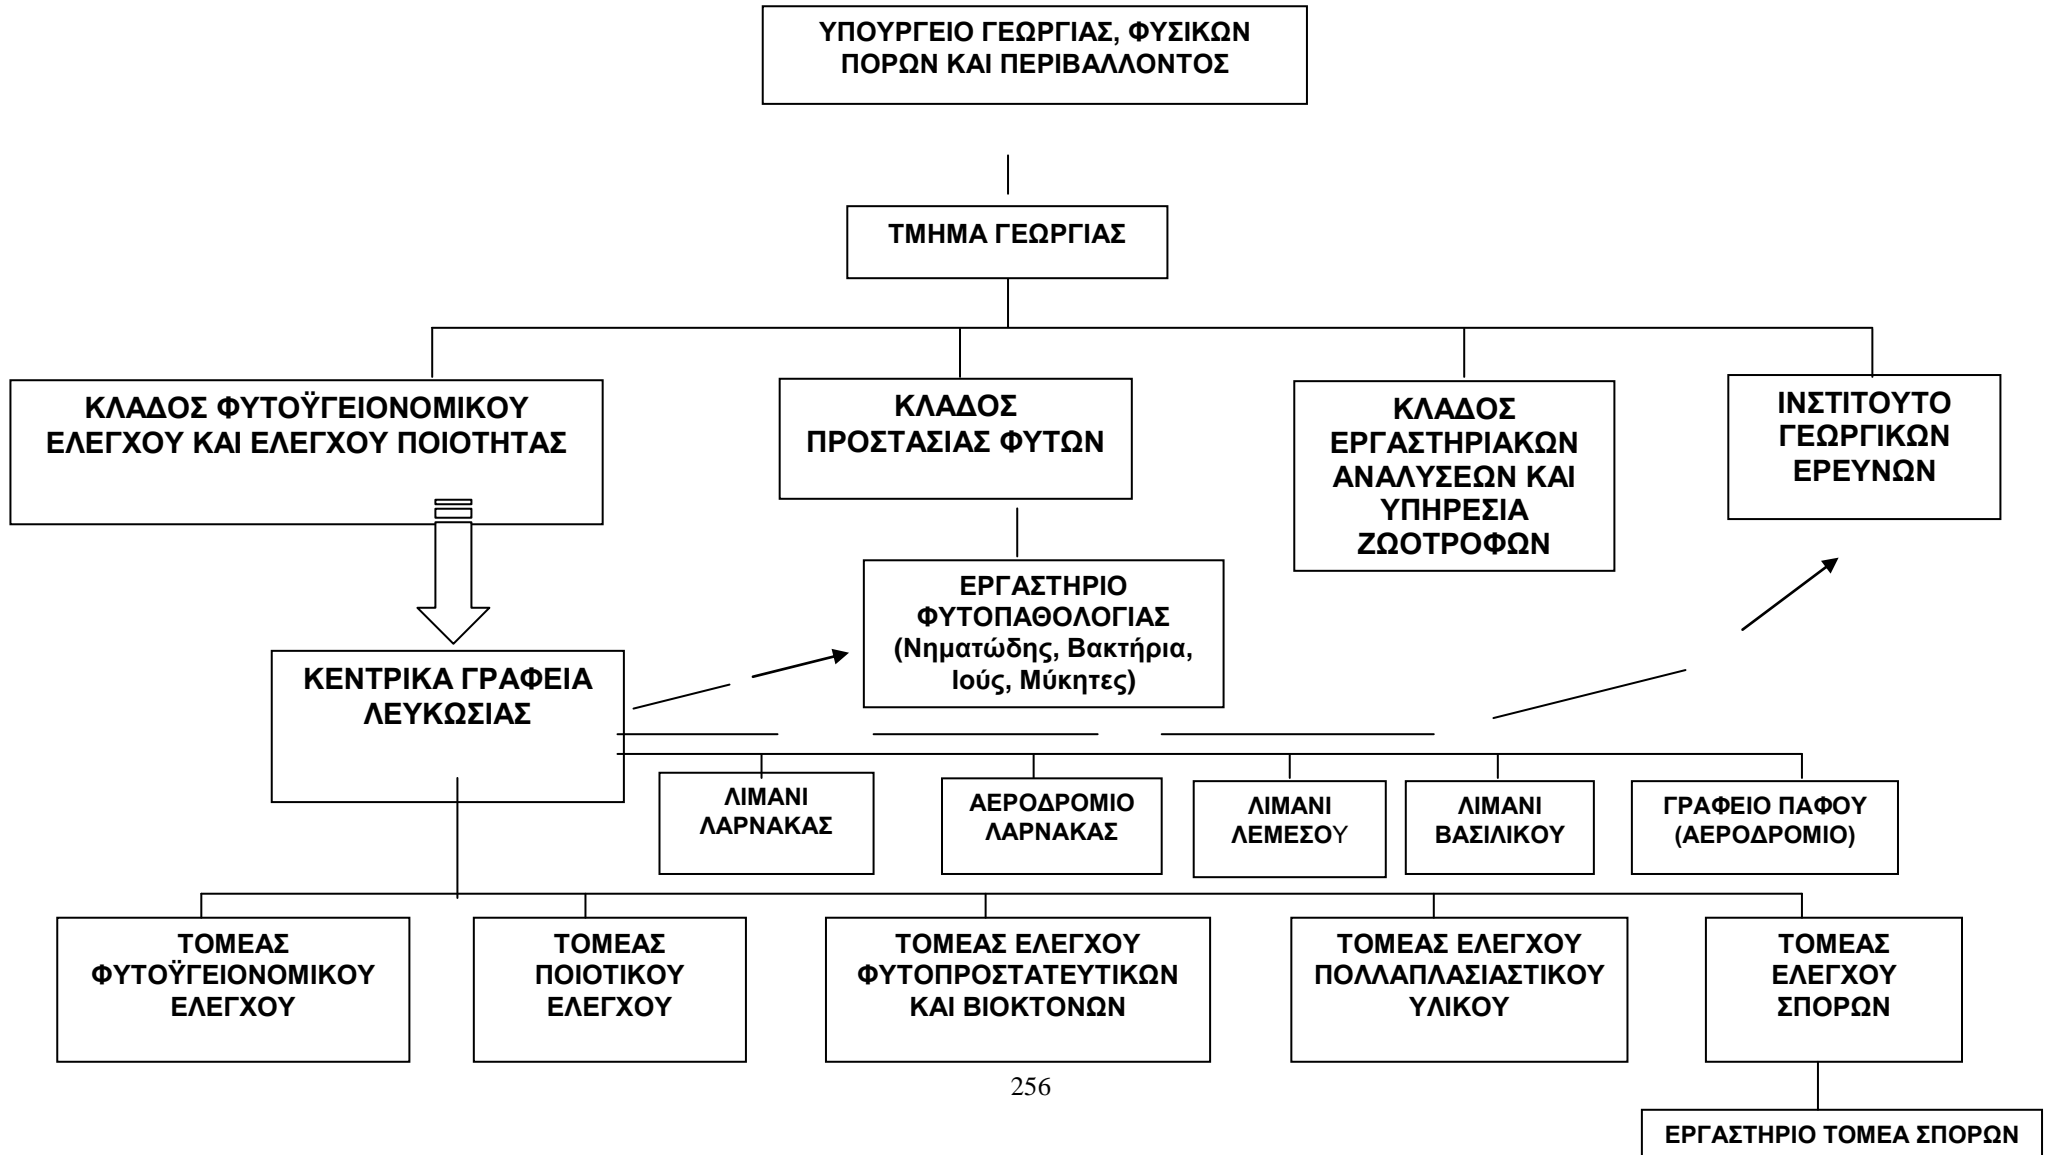 ΥΠΟΥΡΓΕΙΟ ΓΕΩΡΓΙΑΣ, ΦΥΣΙΚΩΝ
ΠΟΡΩΝ ΚΑΙ ΠΕΡΙΒΑΛΛΟΝΤΟΣ
ΤΜΗΜΑ ΓΕΩΡΓΙΑΣ
ΚΛΑΔΟΣ ΦΥΤΟΫΓΕΙΟΝΟΜΙΚΟΥ
ΕΛΕΓΧΟΥ ΚΑΙ ΕΛΕΓΧΟΥ ΠΟΙΟΤΗΤΑΣ
ΚΛΑΔΟΣ
ΠΡΟΣΤΑΣΙΑΣ ΦΥΤΩΝ
ΚΛΑΔΟΣ
ΕΡΓΑΣΤΗΡΙΑΚΩΝ
ΑΝΑΛΥΣΕΩΝ ΚΑΙ
ΥΠΗΡΕΣΙΑ
ΖΩΟΤΡΟΦΩΝ
ΙΝΣΤΙΤΟΥΤΟ
ΓΕΩΡΓΙΚΩΝ
ΕΡΕΥΝΩΝ
ΕΡΓΑΣΤΗΡΙΟ
ΦΥΤΟΠΑΘΟΛΟΓΙΑΣ
(Νηματώδης, Βακτήρια,
Ιούς, Μύκητες)
ΚΕΝΤΡΙΚΑ ΓΡΑΦΕΙΑ
ΛΕΥΚΩΣΙΑΣ
ΛΙΜΑΝΙ
ΛΑΡΝΑΚΑΣ
ΑΕΡΟΔΡΟΜΙΟ
ΛΑΡΝΑΚΑΣ
ΛΙΜΑΝΙ
ΛΕΜΕΣΟΥ
ΛΙΜΑΝΙ
ΒΑΣΙΛΙΚΟΥ
ΓΡΑΦΕΙΟ ΠΑΦΟΥ
(ΑΕΡΟΔΡΟΜΙΟ)
ΤΟΜΕΑΣ
ΦΥΤΟΫΓΕΙΟΝΟΜΙΚΟΥ
ΕΛΕΓΧΟΥ
ΤΟΜΕΑΣ
ΠΟΙΟΤΙΚΟΥ
ΕΛΕΓΧΟΥ
ΤΟΜΕΑΣ ΕΛΕΓΧΟΥ
ΦΥΤΟΠΡΟΣΤΑΤΕΥΤΙΚΩΝ
ΚΑΙ ΒΙΟΚΤΟΝΩΝ
ΤΟΜΕΑΣ ΕΛΕΓΧΟΥ
ΠΟΛΛΑΠΛΑΣΙΑΣΤΙΚΟΥ
ΥΛΙΚΟΥ
ΤΟΜΕΑΣ
ΕΛΕΓΧΟΥ
ΣΠΟΡΩΝ
256
ΕΡΓΑΣΤΗΡΙΟ ΤΟΜΕΑ ΣΠΟΡΩΝ